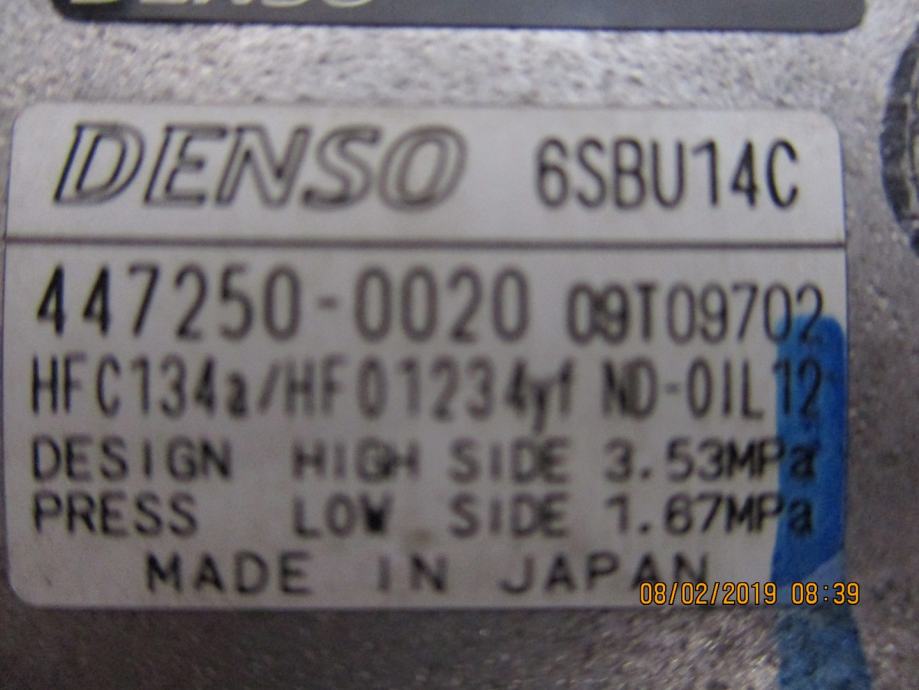 DENSO
DENSO 6SBU14C
447250-0020 09T09702
HFC134a/HFO1234yf ND-OIL12
DESIGN HIGH SIDE 3.53MPa
PRESS LOW SIDE 1.67MPa
MADE IN JAPAN
08/02/2019 08:39